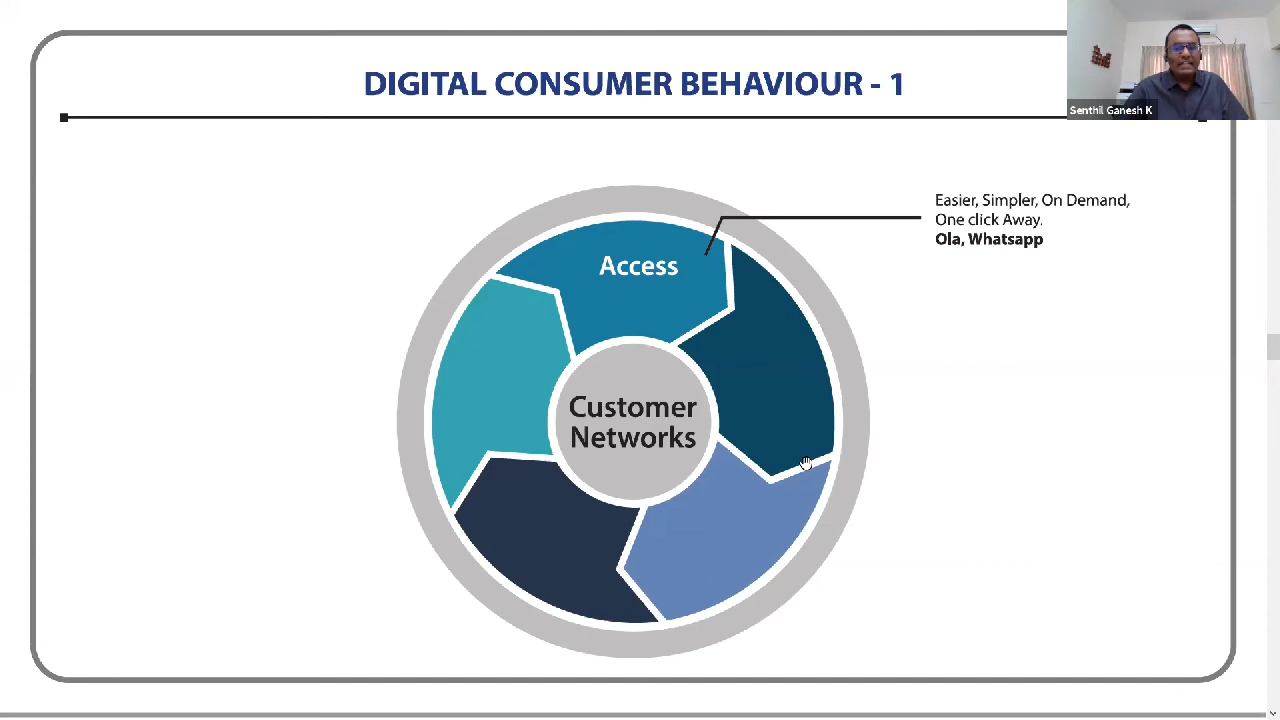 DIGITAL CONSUMER BEHAVIOUR - 1
Senthil Ganesh K
Easier, Simpler, On Demand,
One click Away.
Ola, Whatsapp
Access
Customer
Networks